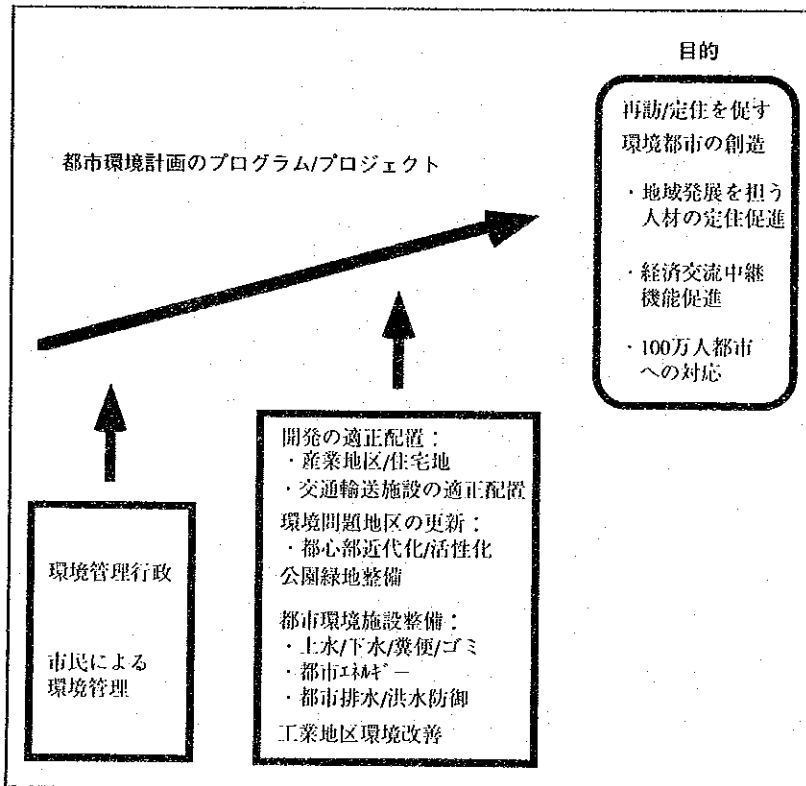 目的
再訪/定住を促す
環境都市の創造
・地域発展を担う
人材の定住促進
・経済交流中継
機能促進
・100万人都市
への対応
都市環境計画のプログラム/プロジェクト
開発の適正配置：
・産業地区/住宅地
・交通輸送施設の適正配置
環境問題地区の更新：
・都心部近代化/活性化
公園緑地整備
都市環境施設整備：
・上水/下水/糞便/ゴミ
・都市ｴﾈﾙｷﾞｰ
・都市排水/洪水防御
工業地区環境改善
環境管理行政
市民による
環境管理